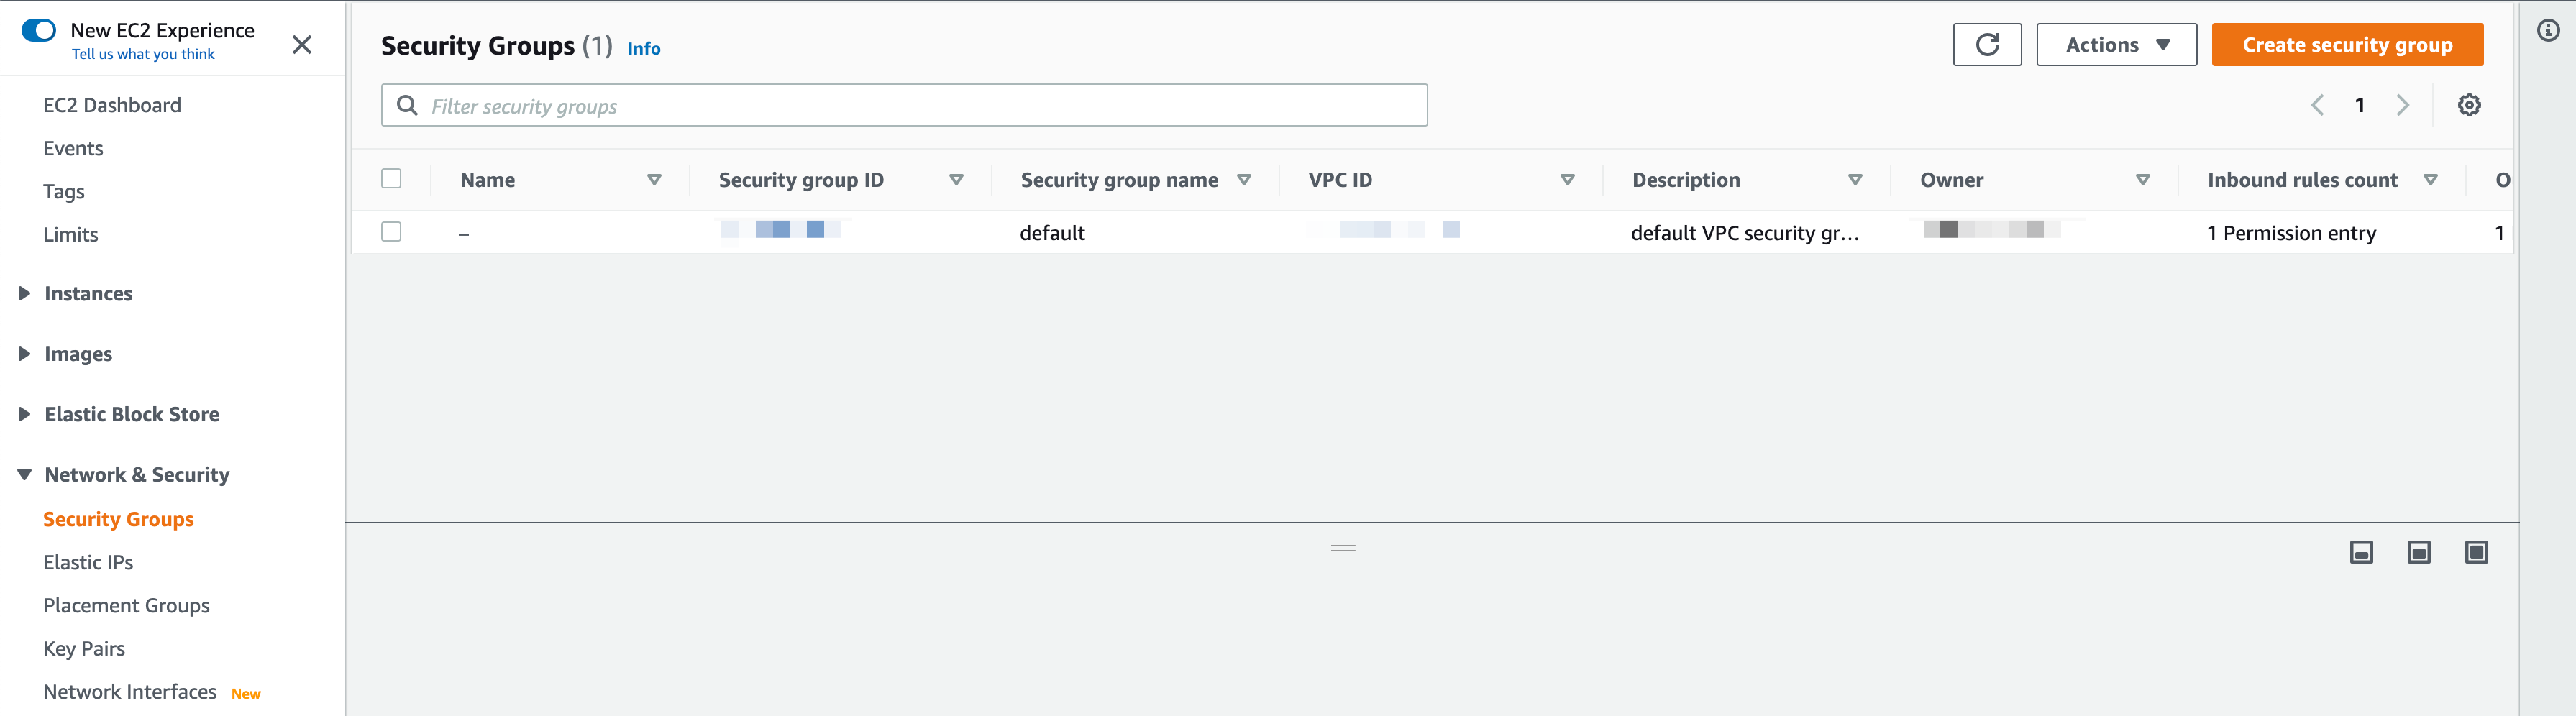 New EC2 Experience
Tell us what you think
EC2 Dashboard
Events
Tags
Limits
Instances
Images
Elastic Block Store
Network & Security
Security Groups
Elastic IPs
Placement Groups
Key Pairs
Network Interfaces New
Security Groups (1) Info
Actions
Create security group
Filter security groups
1
Name Security group ID Security group name VPC ID Description Owner Inbound rules count O
– default default VPC security gr... 1 Permission entry 1